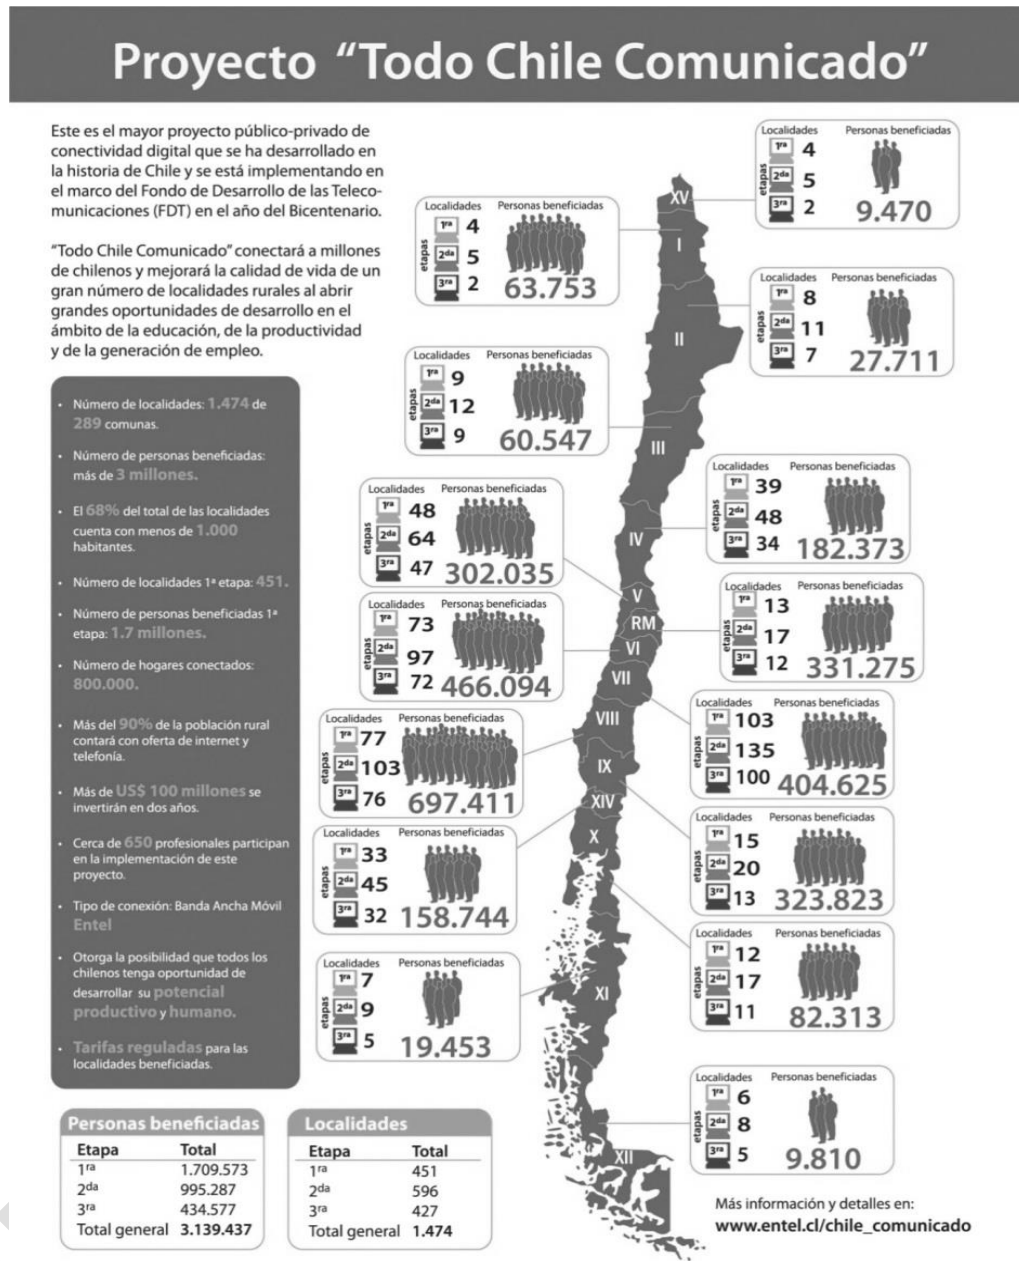 Proyecto “Todo Chile Comunicado”
Este es el mayor proyecto público-privado de
conectividad digital que se ha desarrollado en
la historia de Chile y se está implementando en
el marco del Fondo de Desarrollo de las Teleco-
municaciones (FDT) en el año del Bicentenario.
“Todo Chile Comunicado” conectará a millones
de chilenos y mejorará la calidad de vida de un
gran número de localidades rurales al abrir
grandes oportunidades de desarrollo en el
ámbito de la educación, de la productividad
y de la generación de empleo.
• Número de localidades: 1.474 de
289 comunas.
• Número de personas beneficiadas:
más de 3 millones.
• El 68% del total de las localidades
cuenta con menos de 1.000
habitantes.
• Número de localidades 1ª etapa: 451.
• Número de personas beneficiadas 1ª
etapa: 1.7 millones.
• Número de hogares conectados:
800.000.
• Más del 90% de la población rural
contará con oferta de internet y
telefonía.
• Más de US$ 100 millones se
invertirán en dos años.
• Cerca de 650 profesionales participan
en la implementación de este
proyecto.
• Tipo de conexión: Banda Ancha Móvil
Entel
• Otorga la posibilidad que todos los
chilenos tenga oportunidad de
desarrollar su potencial
productivo y humano.
• Tarifas reguladas para las
localidades beneficiadas.
Localidades Personas beneficiadas
etapas
1ra 4
2da 5
3ra 2
9.470
Localidades Personas beneficiadas
etapas
1ra 4
2da 5
3ra 2
63.753
Localidades Personas beneficiadas
etapas
1ra 8
2da 11
3ra 7
27.711
Localidades Personas beneficiadas
etapas
1ra 9
2da 12
3ra 9
60.547
Localidades Personas beneficiadas
etapas
1ra 39
2da 48
3ra 34
182.373
Localidades Personas beneficiadas
etapas
1ra 48
2da 64
3ra 47
302.035
Localidades Personas beneficiadas
etapas
1ra 13
2da 17
3ra 12
331.275
Localidades Personas beneficiadas
etapas
1ra 73
2da 97
3ra 72
466.094
Localidades Personas beneficiadas
etapas
1ra 103
2da 135
3ra 100
404.625
Localidades Personas beneficiadas
etapas
1ra 77
2da 103
3ra 76
697.411
Localidades Personas beneficiadas
etapas
1ra 15
2da 20
3ra 13
323.823
Localidades Personas beneficiadas
etapas
1ra 33
2da 45
3ra 32
158.744
Localidades Personas beneficiadas
etapas
1ra 12
2da 17
3ra 11
82.313
Localidades Personas beneficiadas
etapas
1ra 7
2da 9
3ra 5
19.453
Localidades Personas beneficiadas
etapas
1ra 6
2da 8
3ra 5
9.810
XV
I
II
III
IV
V
RM
VI
VII
VIII
IX
XIV
X
XI
XII
Personas beneficiadas
Etapa Total
1ra 1.709.573
2da 995.287
3ra 434.577
Total general 3.139.437
Localidades
Etapa Total
1ra 451
2da 596
3ra 427
Total general 1.474
Más información y detalles en:
www.entel.cl/chile_comunicado